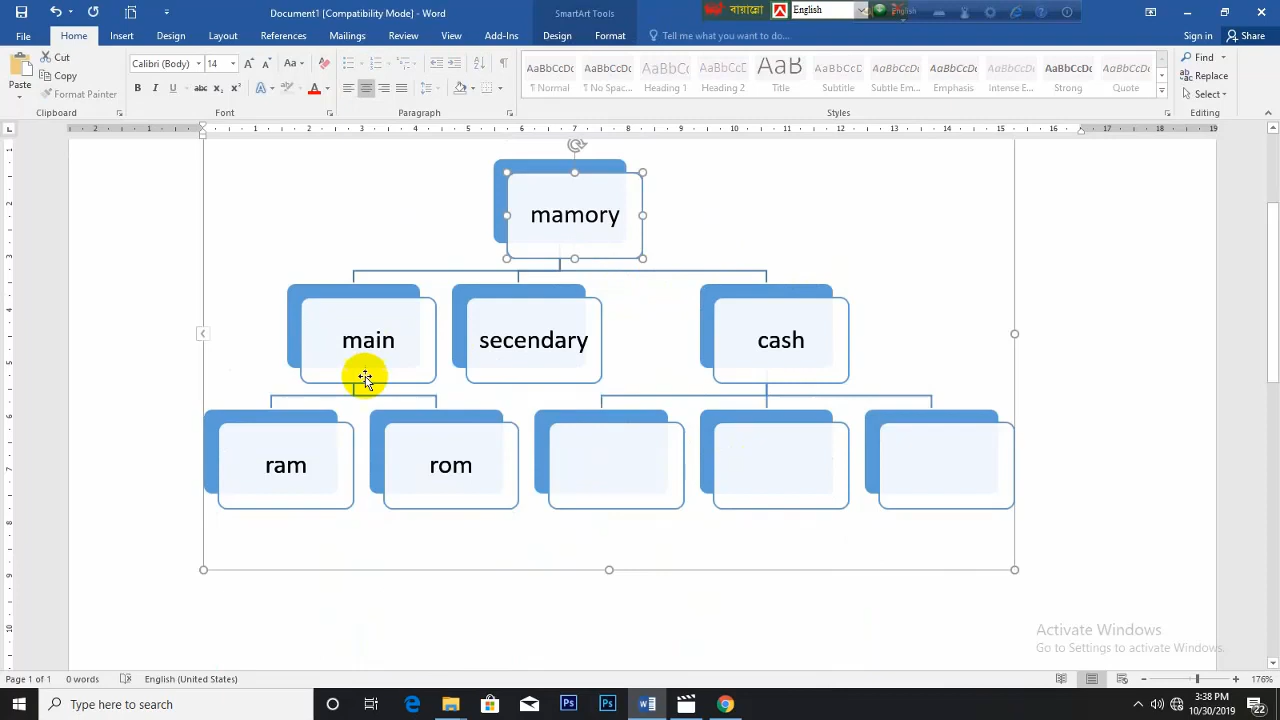 Document1 [Compatibility Mode] - Word
SmartArt Tools
বায়ান্নো
English
File
Home
Insert
Design
Layout
References
Mailings
Review
View
Add-Ins
Design
Format
Tell me what you want to do...
Sign in
Share
Paste
Cut
Copy
Format Painter
Clipboard
Calibri (Body)
14
Font
Paragraph
AaBbCcDc
¶ Normal
AaBbCcDc
¶ No Spac...
AaBbCc
Heading 1
AaBbCcD
Heading 2
AaB
Title
AaBbCcD
Subtitle
AaBbCcDc
Subtle Em...
AaBbCcDc
Emphasis
AaBbCcDc
Intense E...
AaBbCcDc
Strong
AaBbCcDc
Quote
Styles
Find
Replace
Select
Editing
mamory
main
secendary
cash
ram
rom
Activate Windows
Go to Settings to activate Windows.
Page 1 of 1
0 words
English (United States)
176%
Type here to search
3:38 PM
10/30/2019